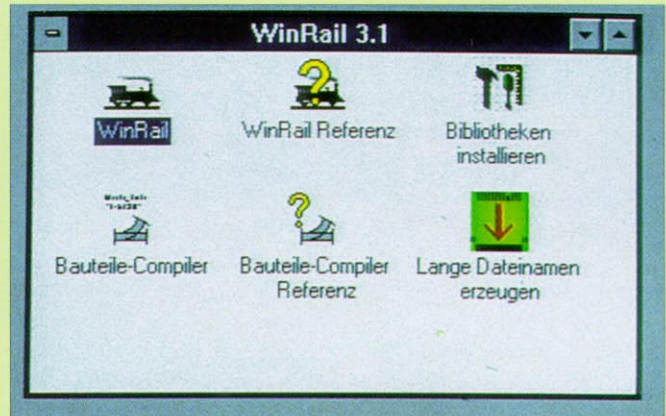 WinRail 3.1
WinRail
WinRail Referenz
Bibliotheken
installieren
Bauteile-Compiler
Bauteile-Compiler
Referenz
Lange Dateinamen
erzeugen